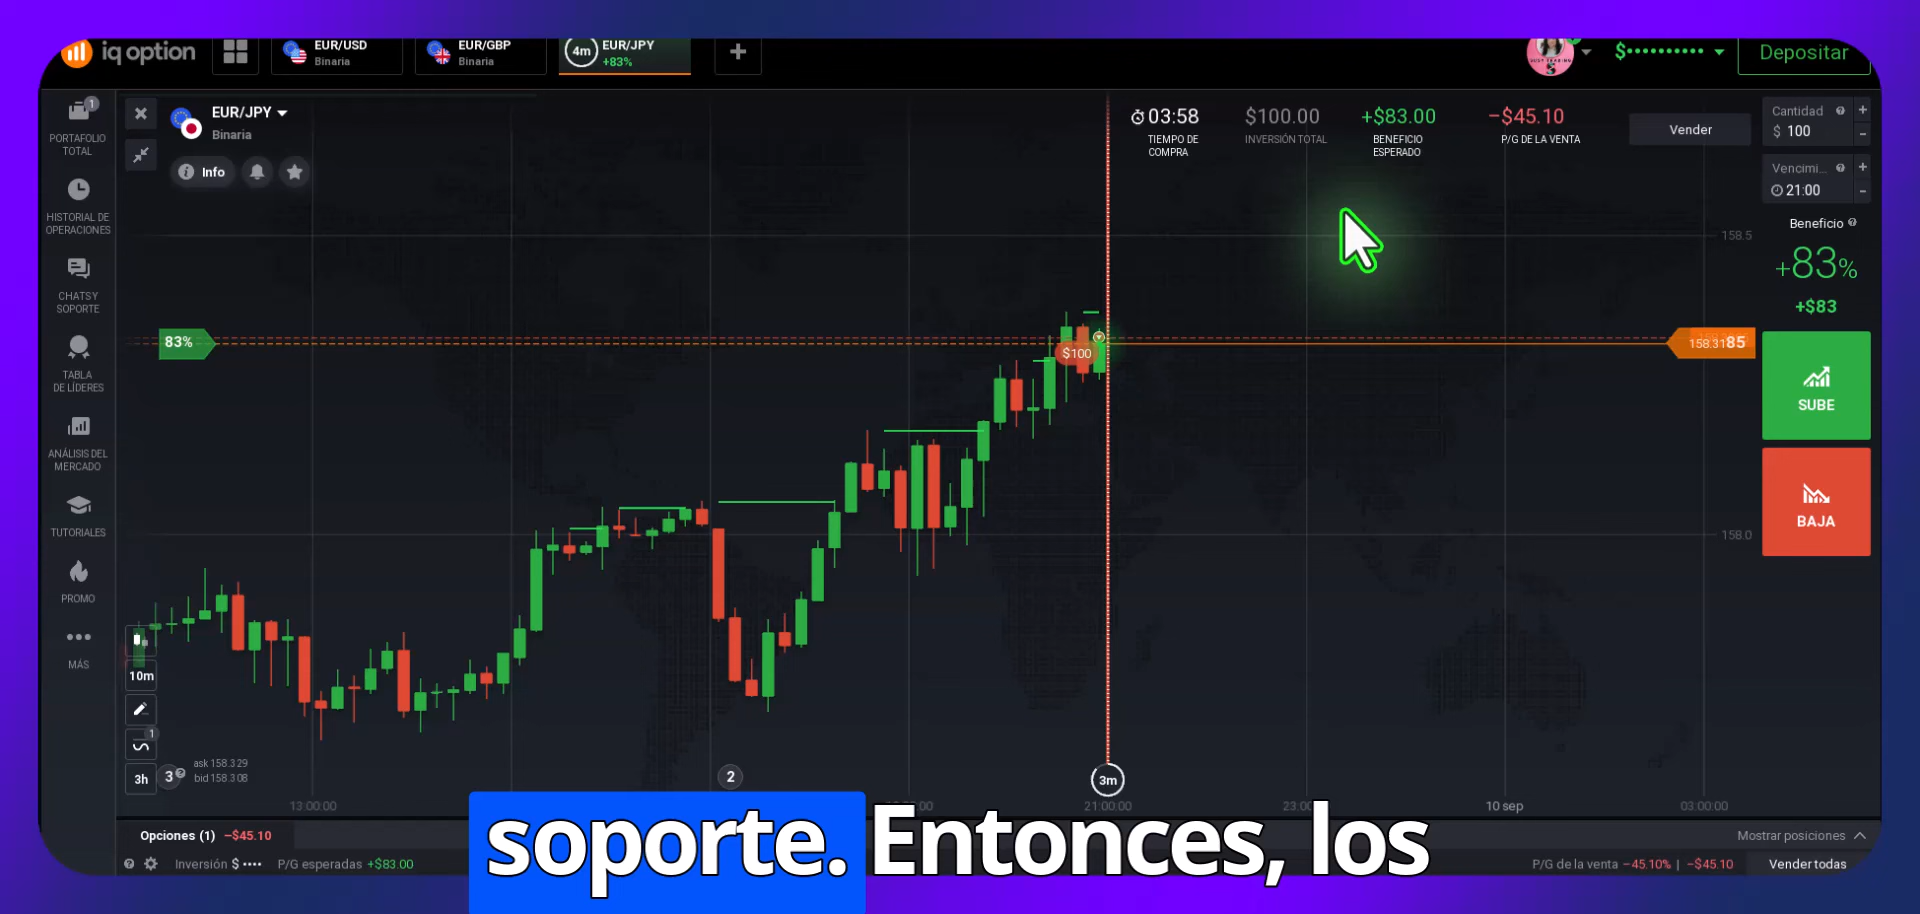 iq option
EUR/USD
Binaria
EUR/GBP
Binaria
4m
EUR/JPY
+83%
+
$••••••••••
Depositar
1
PORTAFOLIO
TOTAL
HISTORIAL DE
OPERACIONES
CHATS Y
SOPORTE
TABLA
DE LÍDERES
ANÁLISIS DEL
MERCADO
TUTORIALES
PROMO
MÁS
EUR/JPY
Binaria
Info
03:58
TIEMPO DE
COMPRA
$100.00
INVERSIÓN TOTAL
+$83.00
BENEFICIO
ESPERADO
−$45.10
P/G DE LA VENTA
Vender
Cantidad
$ 100
Vencimi...
21:00
Beneficio
+83%
+$83
SUBE
BAJA
158.5
158.0
83%
$100
10m
1
3h
3
ask 158.329
bid 158.308
2
3m
13:00:00
21:00:00
10 sep
03:00:00
Opciones (1) −$45.10
Mostrar posiciones
Inversión $ ••••
P/G esperadas +$83.00
P/G de la venta −45.10% | −$45.10
Vender todas
soporte. Entonces, los